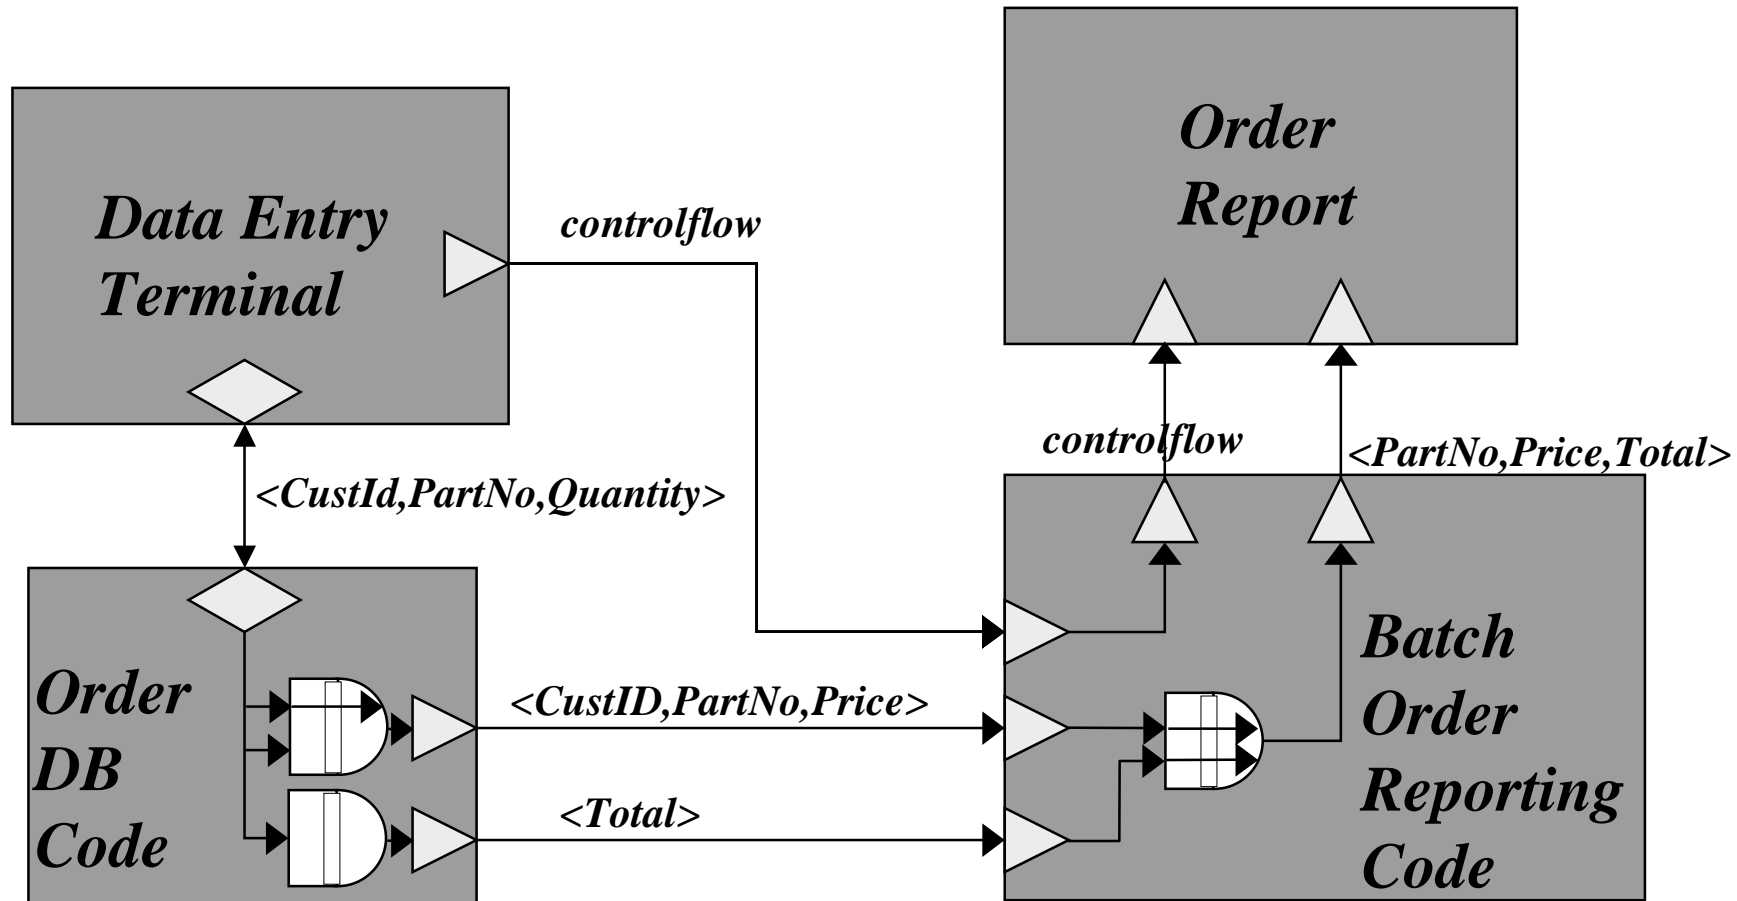 Order
Report
Data Entry
Terminal
controlflow
controlflow
<PartNo,Price,Total>
<CustId,PartNo,Quantity>
Order
DB
Code
<CustID,PartNo,Price>
<Total>
Batch
Order
Reporting
Code